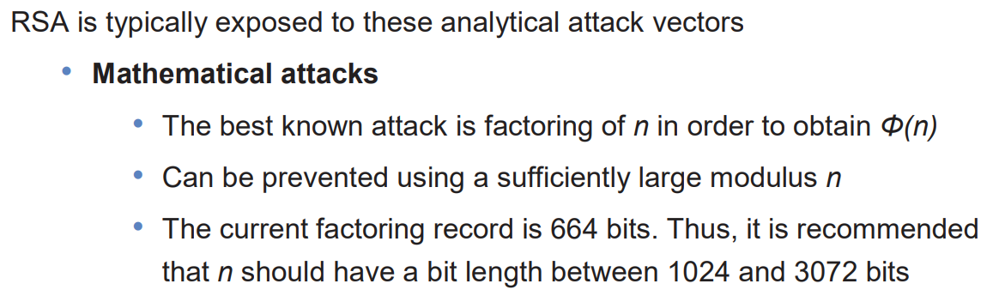 RSA is typically exposed to these analytical attack vectors
• Mathematical attacks
• The best known attack is factoring of n in order to obtain Φ(n)
• Can be prevented using a sufficiently large modulus n
• The current factoring record is 664 bits. Thus, it is recommended
that n should have a bit length between 1024 and 3072 bits